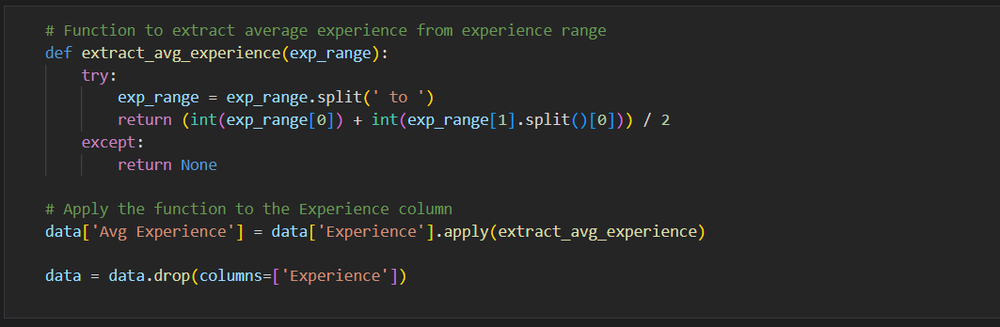 # Function to extract average experience from experience range
def extract_avg_experience(exp_range):
    try:
        exp_range = exp_range.split(' to ')
        return (int(exp_range[0]) + int(exp_range[1].split()[0])) / 2
    except:
        return None

# Apply the function to the Experience column
data['Avg Experience'] = data['Experience'].apply(extract_avg_experience)

data = data.drop(columns=['Experience'])